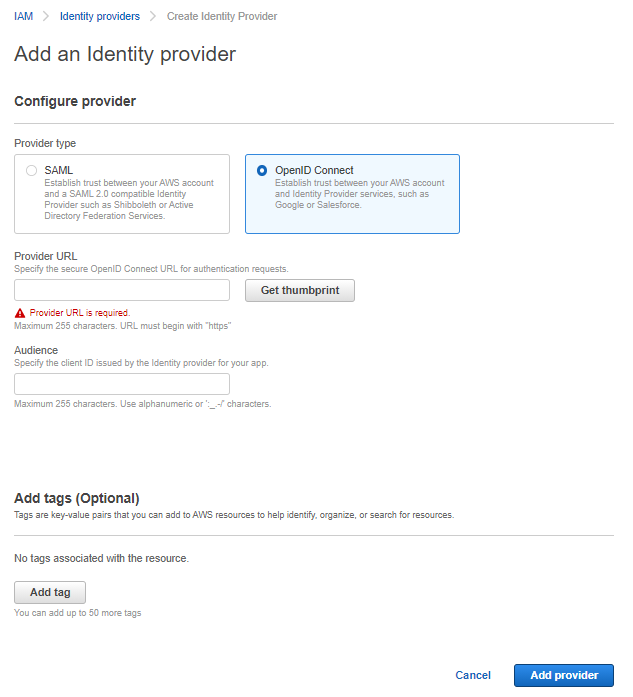 IAM > Identity providers > Create Identity Provider
Add an Identity provider
Configure provider
Provider type
SAML
Establish trust between your AWS account
and a SAML 2.0 compatible Identity
Provider such as Shibboleth or Active
Directory Federation Services.
OpenID Connect
Establish trust between your AWS account
and Identity Provider services, such as
Google or Salesforce.
Provider URL
Specify the secure OpenID Connect URL for authentication requests.
Get thumbprint
Provider URL is required.
Maximum 255 characters. URL must begin with "https"
Audience
Specify the client ID issued by the Identity provider for your app.
Maximum 255 characters. Use alphanumeric or ':_.-/' characters.
Add tags (Optional)
Tags are key-value pairs that you can add to AWS resources to help identify, organize, or search for resources.
No tags associated with the resource.
Add tag
You can add up to 50 more tags
Cancel Add provider